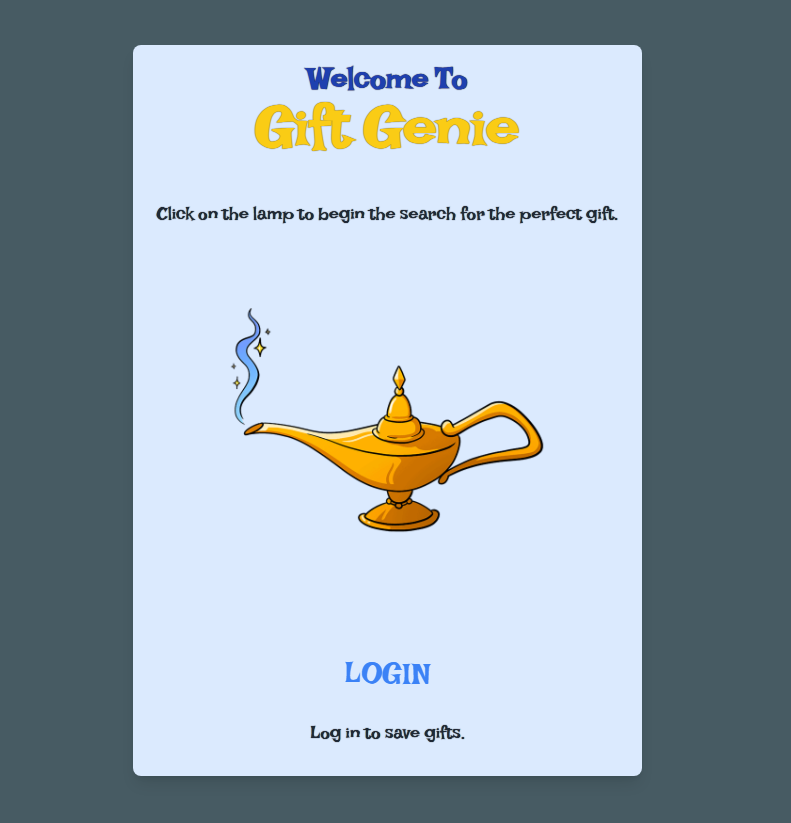 Welcome To
Gift Genie
Click on the lamp to begin the search for the perfect gift.
LOGIN
Log in to save gifts.